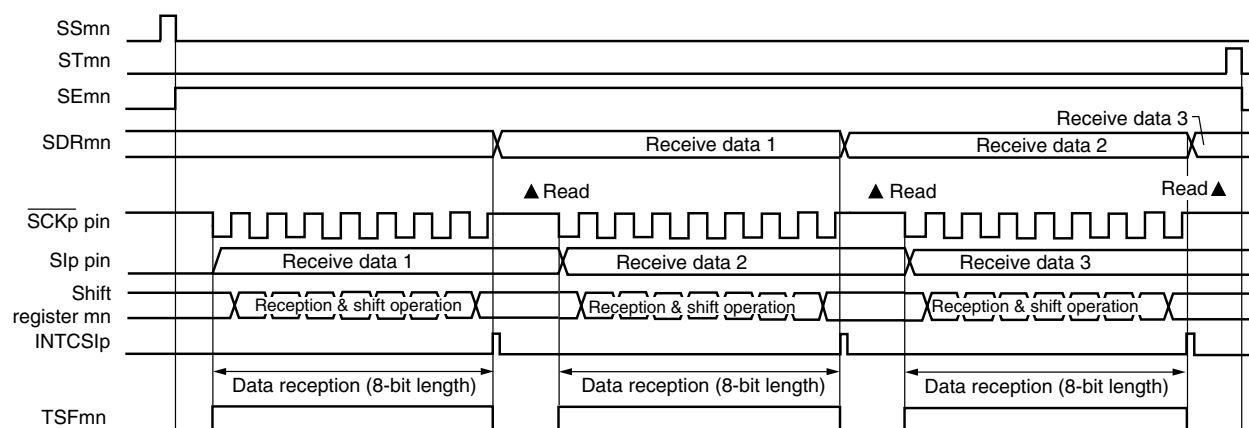 SSmn
STmn
SEmn
Receive data 3
SDRmn Receive data 1 Receive data 2
▲ Read ▲ Read Read ▲
SCKp pin
SIp pin Receive data 1 Receive data 2 Receive data 3
Shift
register mn Reception & shift operation Reception & shift operation Reception & shift operation
INTCSIp
Data reception (8-bit length) Data reception (8-bit length) Data reception (8-bit length)
TSFmn